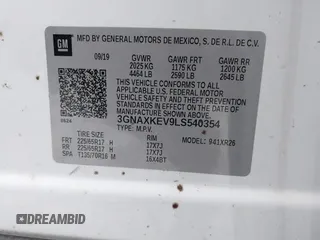 GM
MFD BY GENERAL MOTORS DE MEXICO, S. DE R.L. DE C.V.
09/19 GVWR GAWR FRT GAWR RR
2025 KG 1175 KG 1200 KG
4464 LB 2590 LB 2645 LB
THIS VEHICLE CONFORMS TO ALL APPLICABLE U.S. FEDERAL MOTOR VEHICLE SAFETY, BUMPER, AND THEFT PREVENTION STANDARDS IN EFFECT ON THE DATE OF MANUFACTURE SHOWN ABOVE.
3GNAXKEV9LS540354
TYPE: M.P.V. MODEL: 941XR26
TIRE SIZE RIM
FRT 225/65R17 H 17X7J
RR 225/65R17 H 17X7J
SPA T135/70R16 M 16X4BT
DREAMBID
DREAMBID.COM